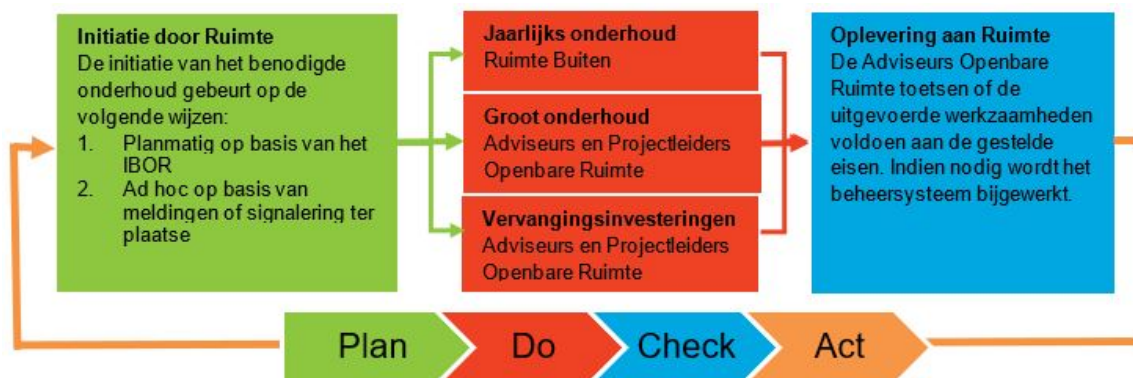 Initiatie door Ruimte
De initiatie van het benodigde
onderhoud gebeurt op de
volgende wijzen:
1. Planmatig op basis van het
IBOR
2. Ad hoc op basis van
meldingen of signalering ter
plaatse
Jaarlijks onderhoud
Ruimte Buiten
Groot onderhoud
Adviseurs en Projectleiders
Openbare Ruimte
Vervangingsinvesteringen
Adviseurs en Projectleiders
Openbare Ruimte
Oplevering aan Ruimte
De Adviseurs Openbare
Ruimte toetsen of de
uitgevoerde werkzaamheden
voldoen aan de gestelde
eisen. Indien nodig wordt het
beheersysteem bijgewerkt.
Plan
Do
Check
Act